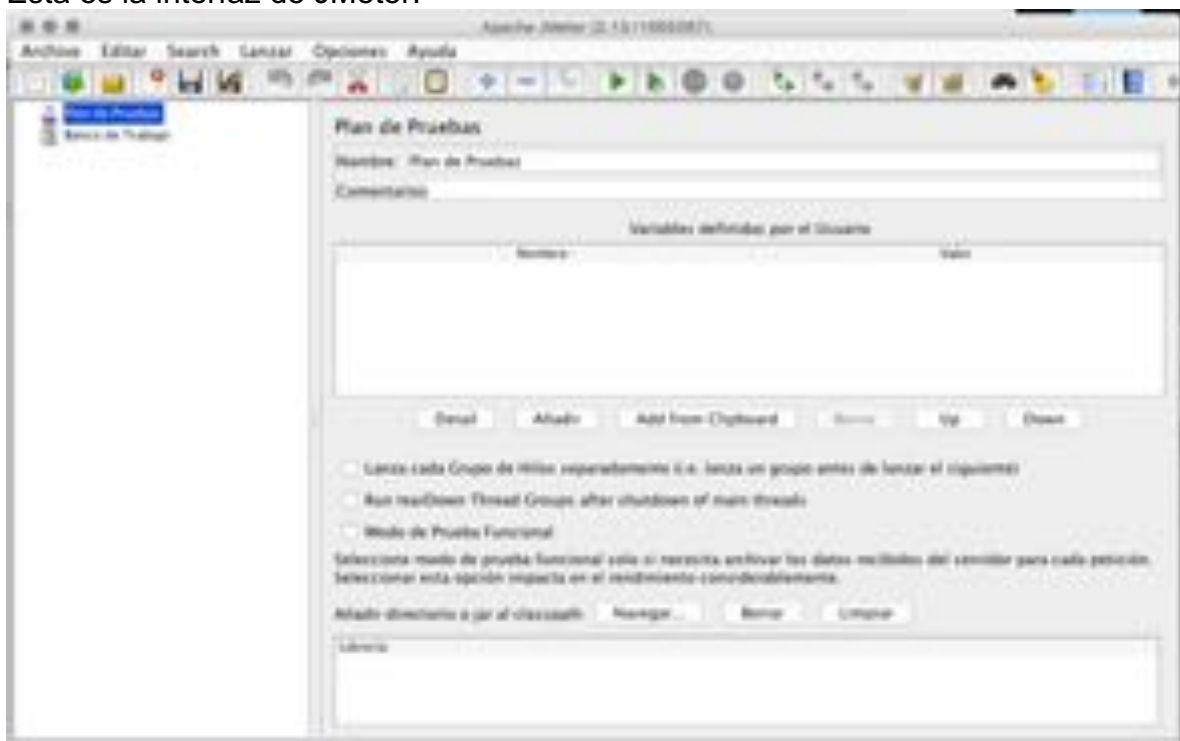 Esta es la interfaz de JMeter:
Apache JMeter (2.13
Archivo Editar Search Lanzar Opciones Ayuda
Plan de Pruebas
Banco de Trabajo
Plan de Pruebas
Nombre: Plan de Pruebas
Comentarios
Variables definidas por el Usuario
Nombre Valor
Detail Añadir Add from Clipboard Borrar Up Down
Lanza cada Grupo de Hilos separadamente (i.e. lanza un grupo antes de lanzar el siguiente)
Run tearDown Thread Groups after shutdown of main threads
Modo de Prueba Funcional
Seleccione modo de prueba funcional solo si necesita archivar los datos recibidos del servidor para cada petición.
Seleccionar esta opción impacta en el rendimiento considerablemente.
Añadir directorio o jar al classpath Navegar... Borrar Limpiar
Librería